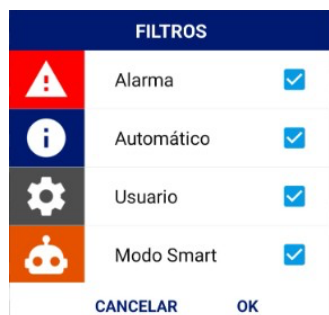 FILTROS
Alarma
Automático
Usuario
Modo Smart
CANCELAR OK